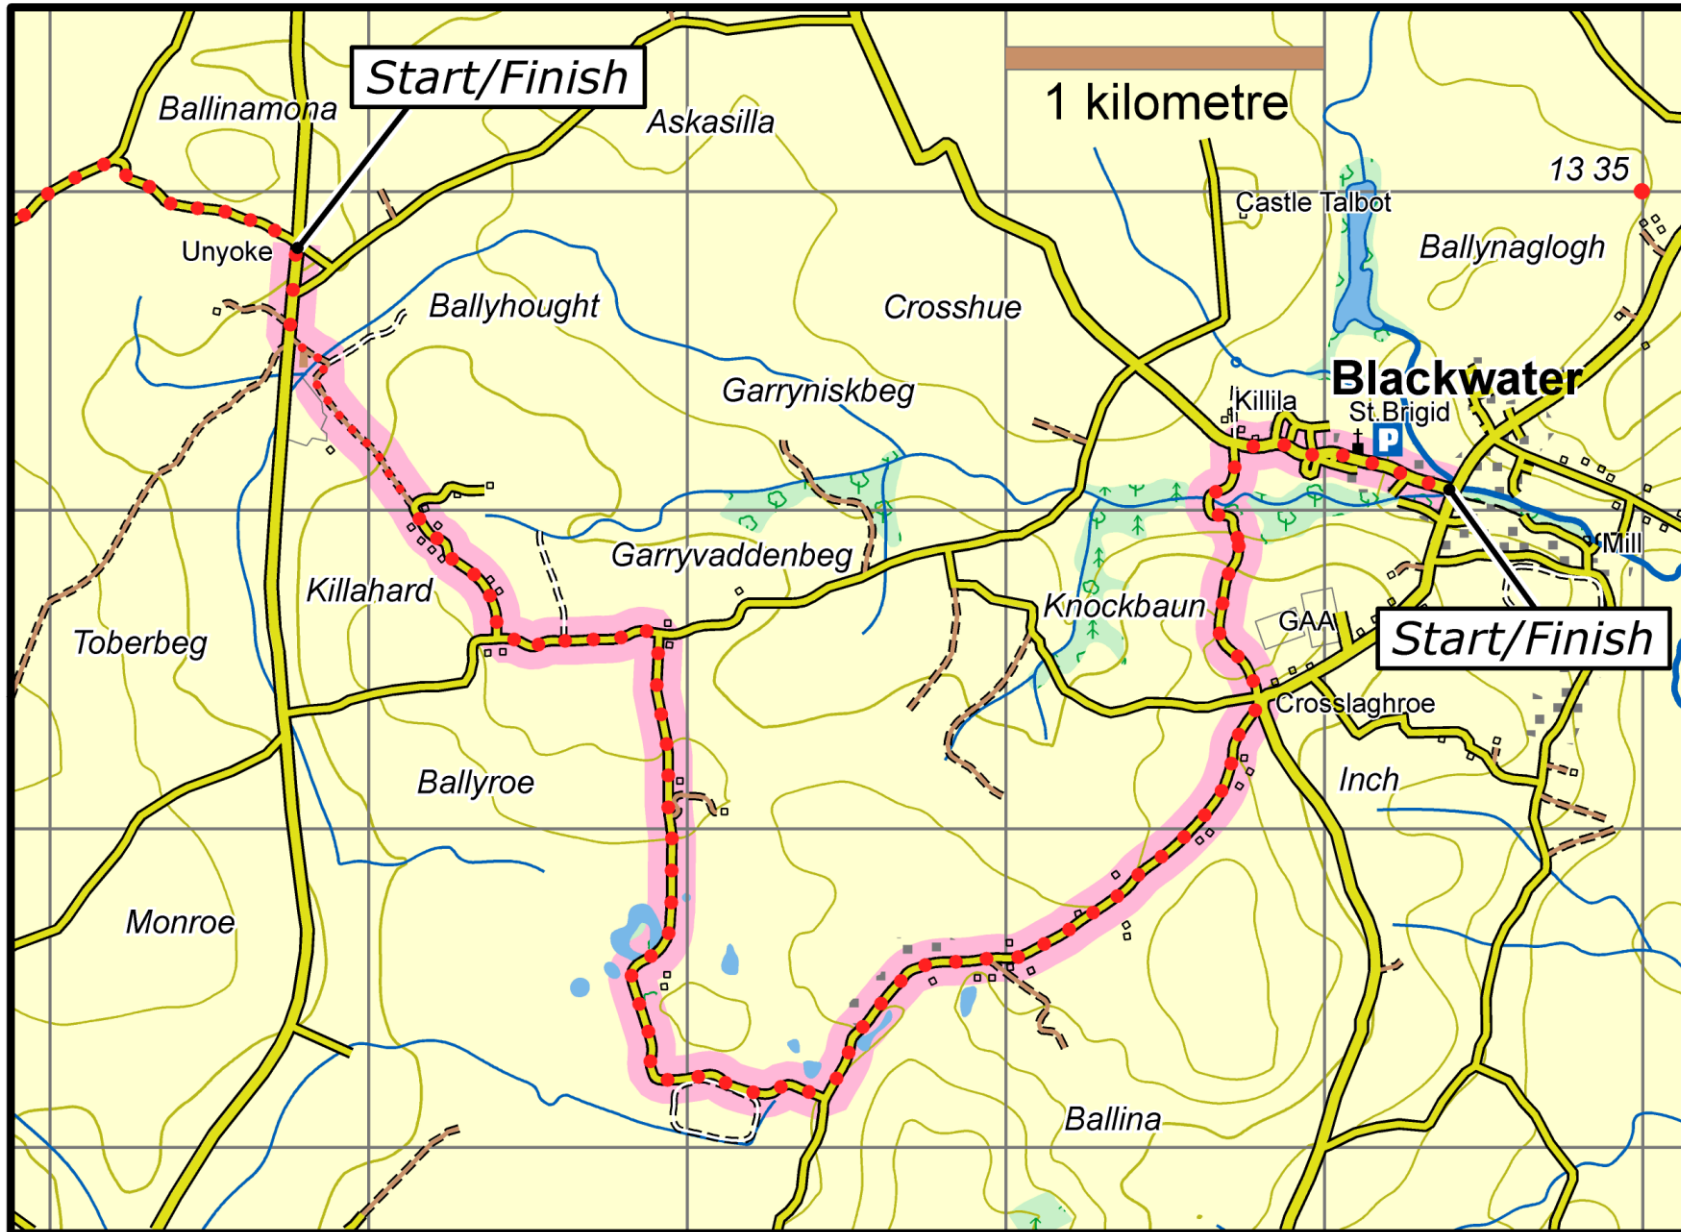 Start/Finish
Ballinamona
Askasilla
1 kilometre
13 35
Castle Talbot
Unyoke
Ballynaglogh
Ballyhought
Crosshue
Blackwater
Garryniskbeg
Killila
St.Brigid
P
Garryvaddenbeg
Mill
Killahard
Knockbaun
GAA
Toberbeg
Start/Finish
Crosslaghroe
Ballyroe
Inch
Monroe
Ballina